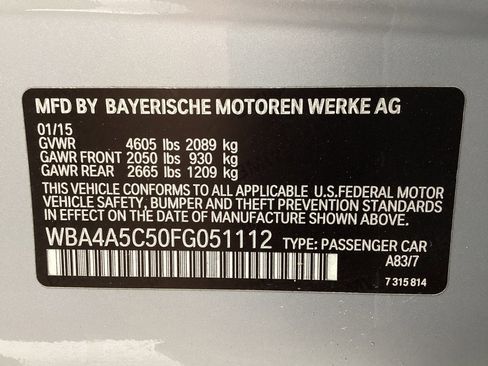 MFD BY BAYERISCHE MOTOREN WERKE AG
01/15
GVWR 4605 lbs 2089 kg
GAWR FRONT 2050 lbs 930 kg
GAWR REAR 2665 lbs 1209 kg
THIS VEHICLE CONFORMS TO ALL APPLICABLE U.S.FEDERAL MOTOR
VEHICLE SAFETY, BUMPER AND THEFT PREVENTION STANDARDS
IN EFFECT ON THE DATE OF MANUFACTURE SHOWN ABOVE.
WBA4A5C50FG051112 TYPE: PASSENGER CAR
A83/7
7 315 814